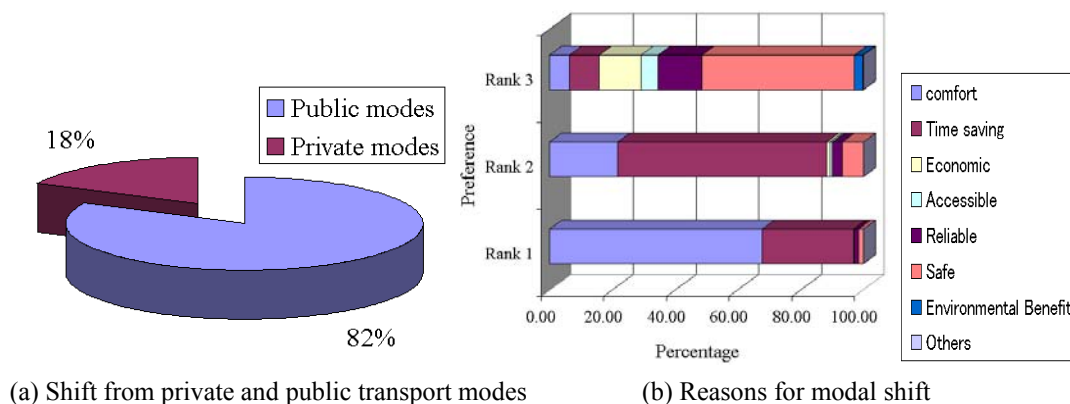 Public modes
Private modes
18%
82%
(a) Shift from private and public transport modes
Preference
Rank 3
Rank 2
Rank 1
0.00 20.00 40.00 60.00 80.00 100.00
Percentage
comfort
Time saving
Economic
Accessible
Reliable
Safe
Environmental Benefit
Others
(b) Reasons for modal shift